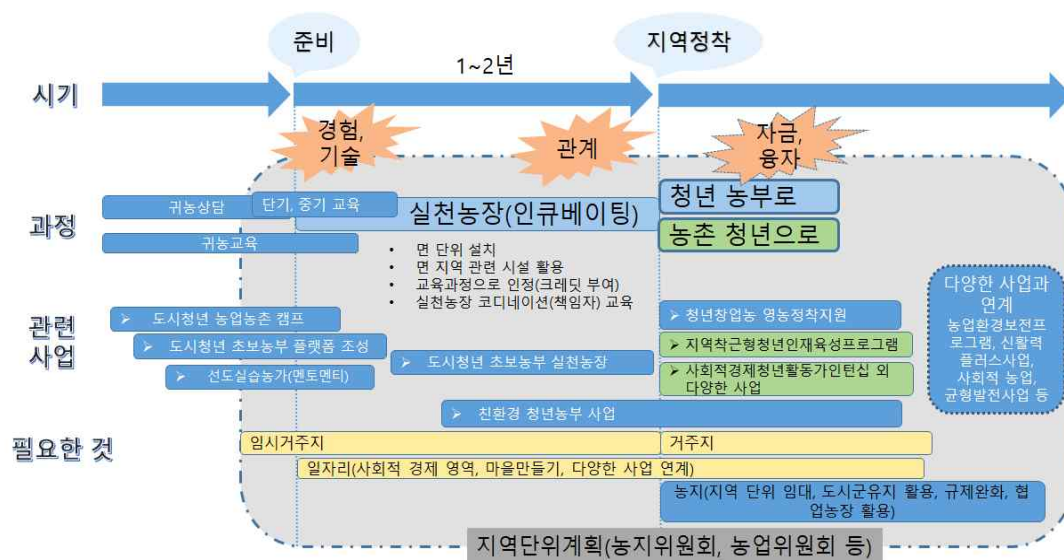 준비
지역정착
1~2년
시기
경험,
기술
관계
자금,
융자
과정
귀농상담
단기, 중기 교육
실천농장(인큐베이팅)
청년 농부로
농촌 청년으로
귀농교육
• 면 단위 설치
• 면 지역 관련 시설 활용
• 교육과정으로 인정(크레딧 부여)
• 실천농장 코디네이션(책임자) 교육
다양한 사업과
연계
농업환경보전프
로그램, 신활력
플러스사업,
사회적 농업,
균형발전사업 등
관련
사업
➢ 도시청년 농업농촌 캠프
➢ 도시청년 초보농부 플랫폼 조성
➢ 선도실습농가(멘토멘티)
➢ 도시청년 초보농부 실천농장
➢ 청년창업농 영농정착지원
➢ 지역착근형청년인재육성프로그램
➢ 사회적경제청년활동가인턴십 외
다양한 사업
➢ 친환경 청년농부 사업
필요한 것
임시거주지
거주지
일자리(사회적 경제 영역, 마을만들기, 다양한 사업 연계)
농지(지역 단위 임대, 도시군유지 활용, 규제완화, 협
업농장 활용)
지역단위계획(농지위원회, 농업위원회 등)